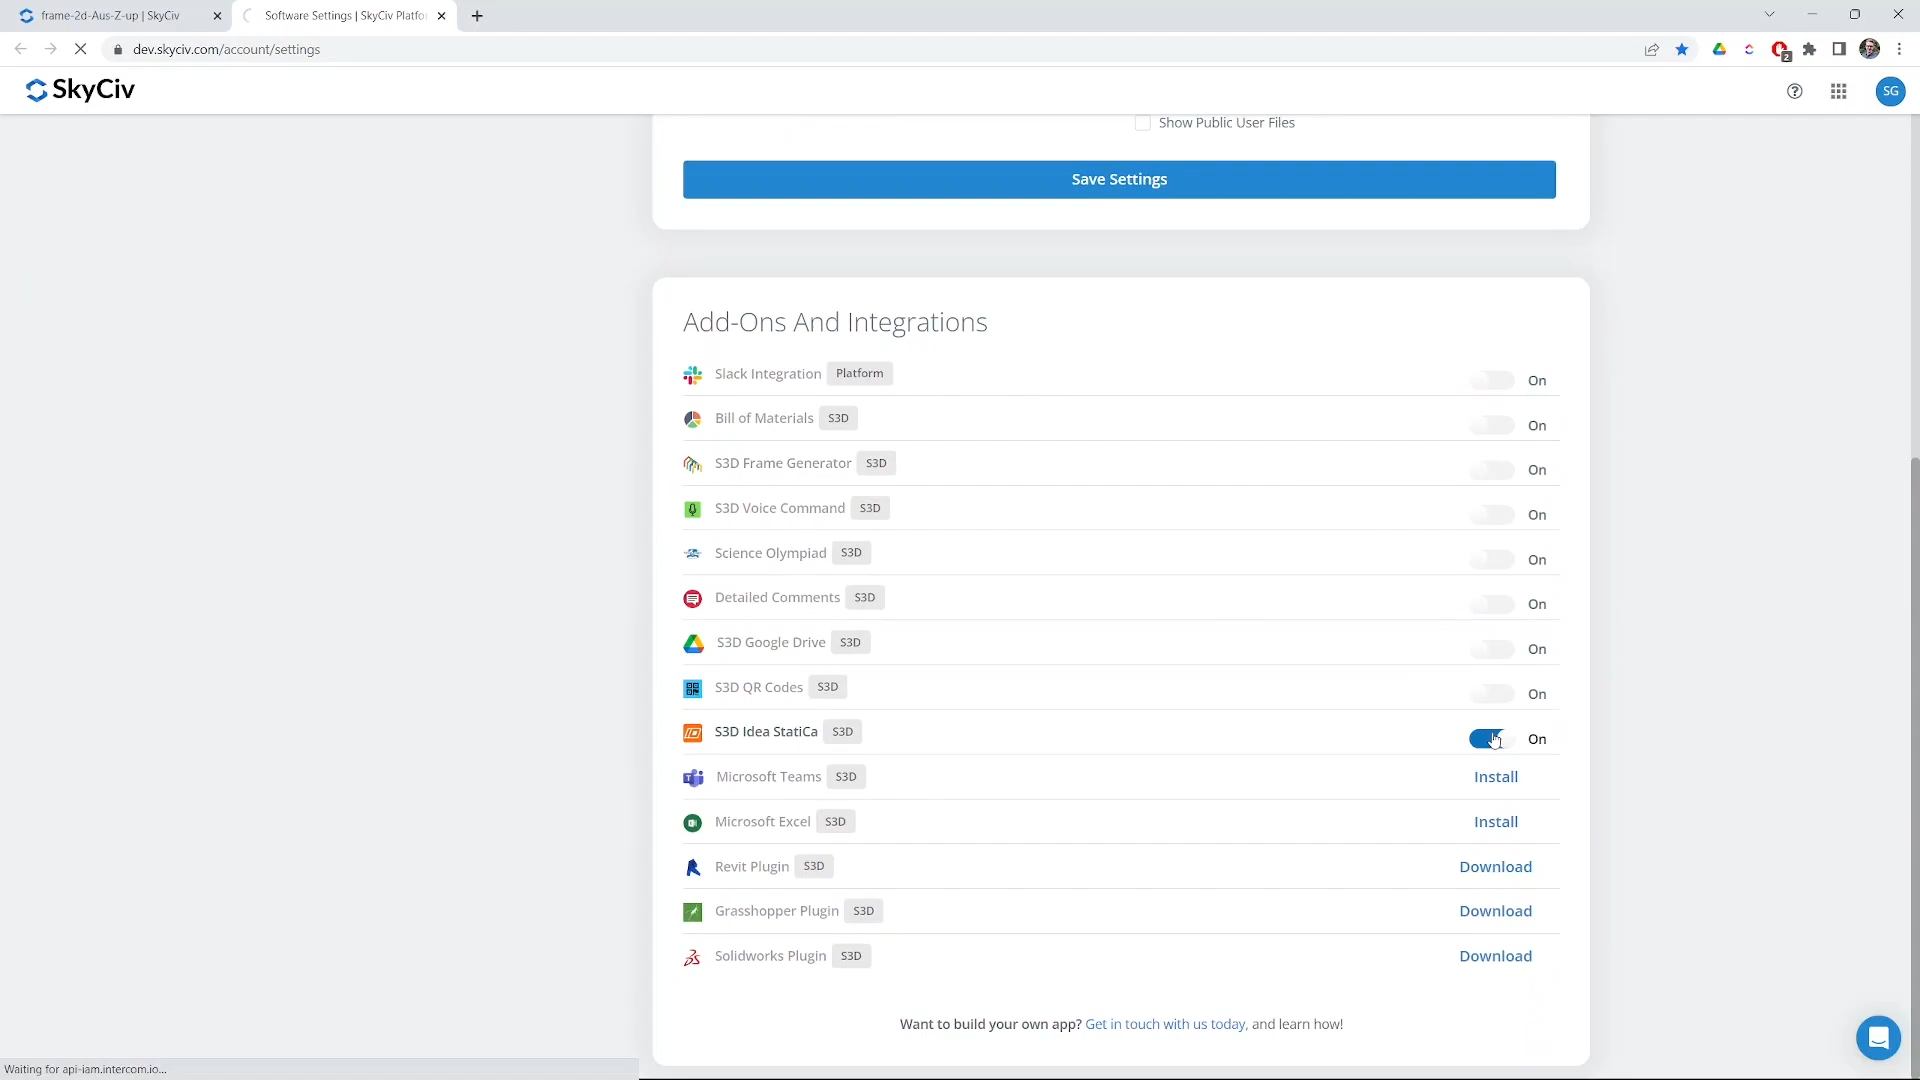 frame-2d-Aus-Z-up | SkyCiv
Software Settings | SkyCiv Platfo
dev.skyciv.com/account/settings
2
SkyCiv
SG
Show Public User Files
Save Settings
Add-Ons And Integrations
Slack Integration Platform On
Bill of Materials S3D On
S3D Frame Generator S3D On
S3D Voice Command S3D On
Science Olympiad S3D On
Detailed Comments S3D On
S3D Google Drive S3D On
S3D QR Codes S3D On
S3D Idea StatiCa S3D On
Microsoft Teams S3D Install
Microsoft Excel S3D Install
Revit Plugin S3D Download
Grasshopper Plugin S3D Download
Solidworks Plugin S3D Download
Want to build your own app? Get in touch with us today, and learn how!
Waiting for api-iam.intercom.io...